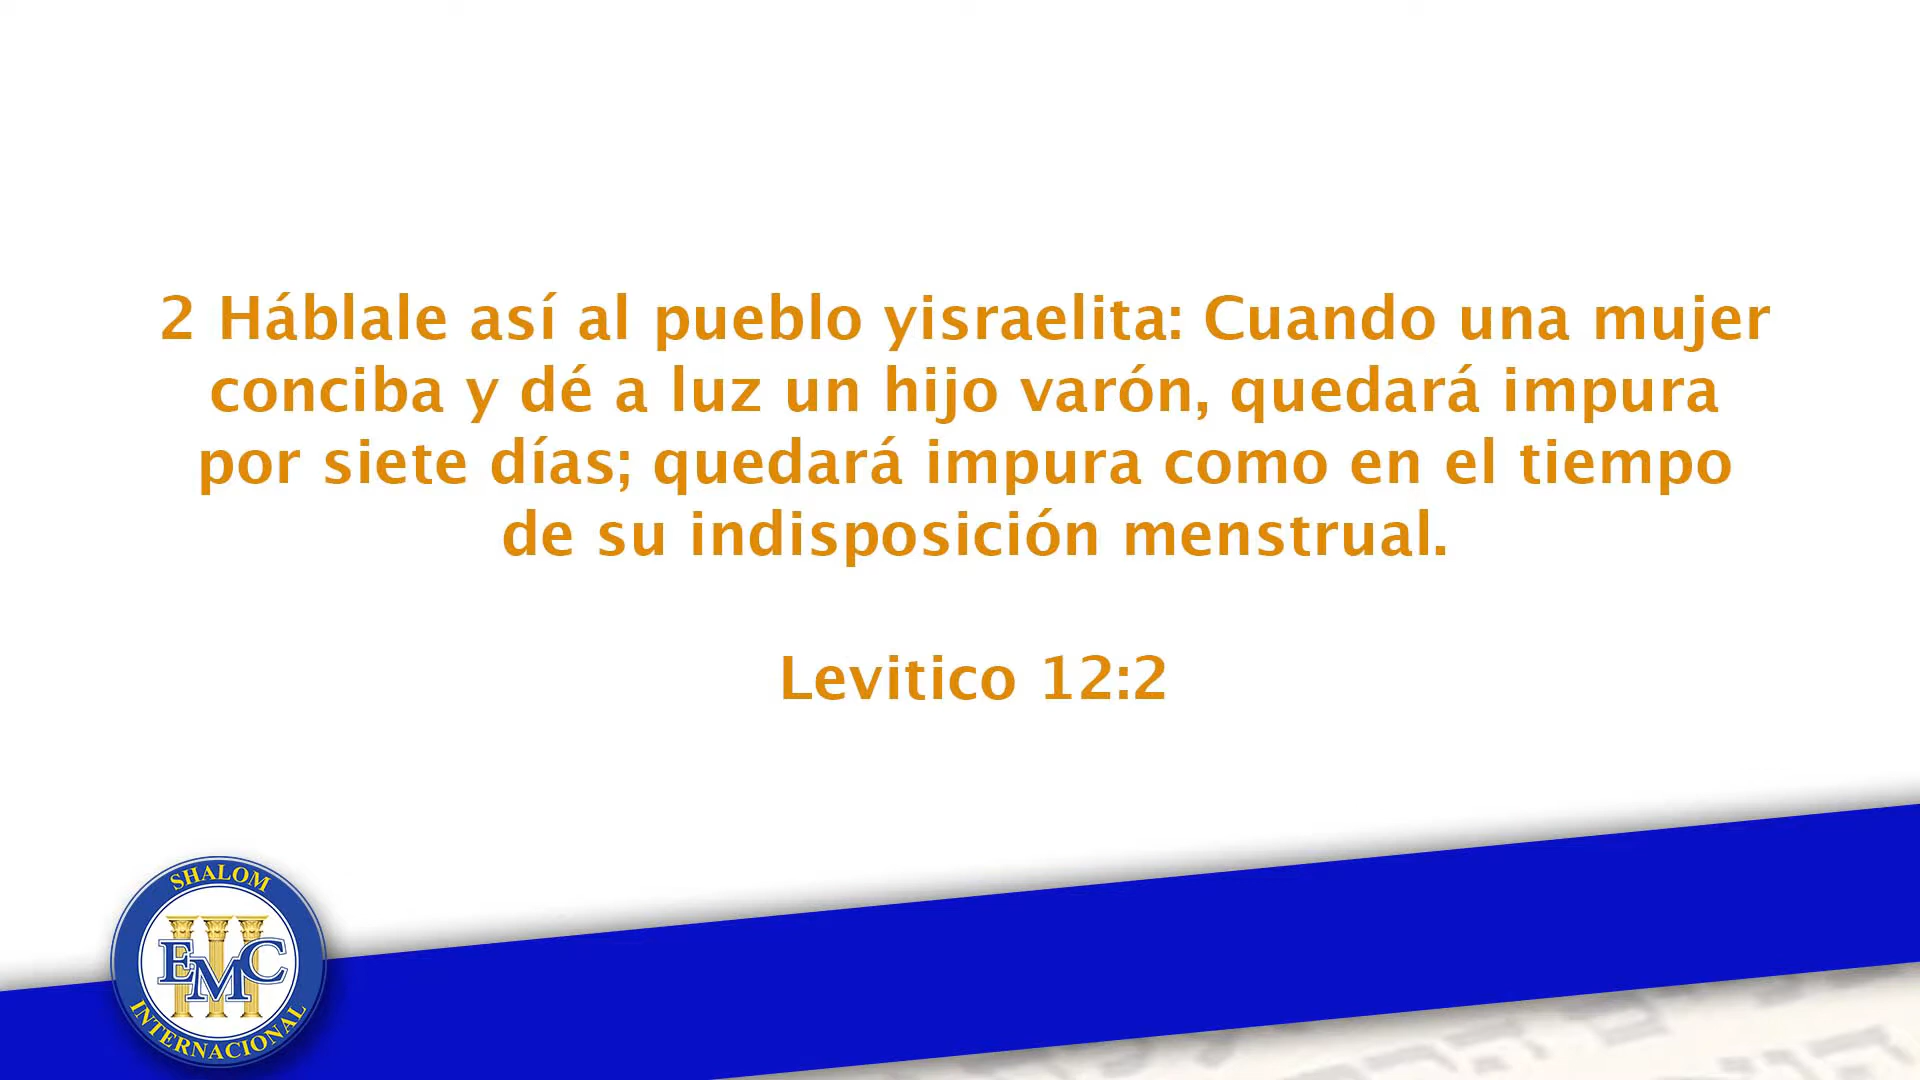 2 Háblale así al pueblo yisraelita: Cuando una mujer
conciba y dé a luz un hijo varón, quedará impura
por siete días; quedará impura como en el tiempo
de su indisposición menstrual.
Levitico 12:2
SHALOM
EMC
INTERNACIONAL